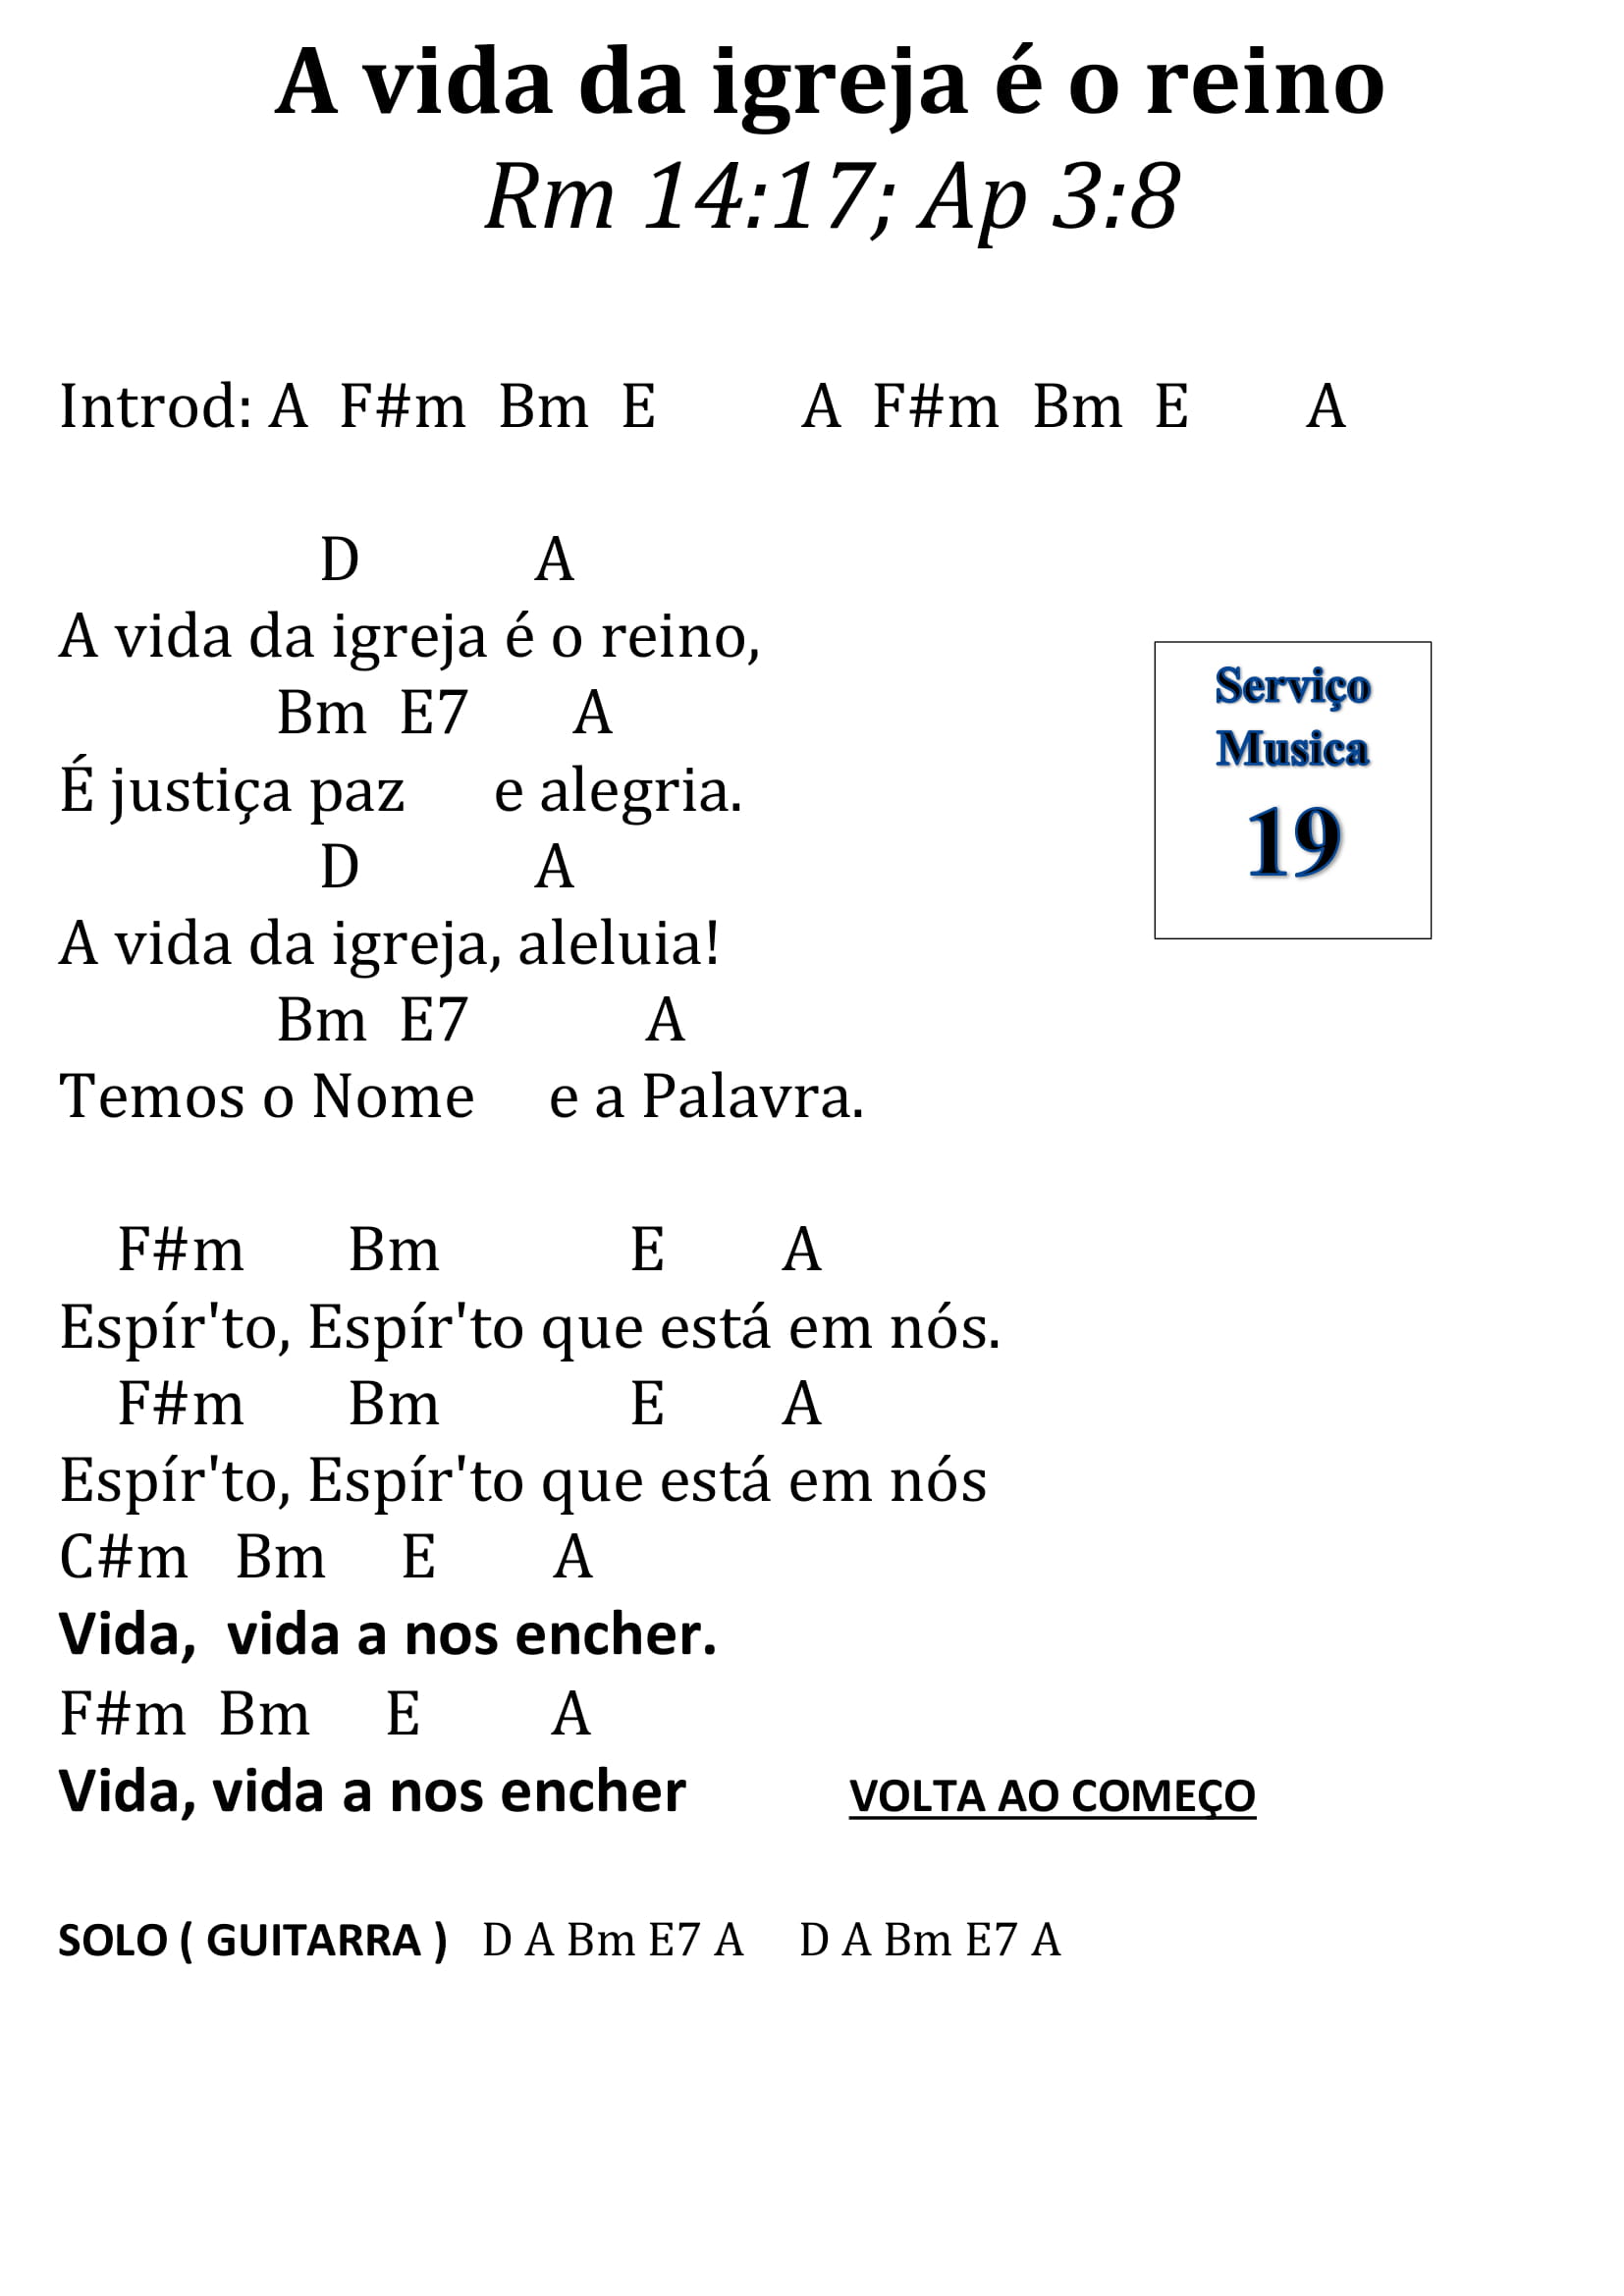 A vida da igreja é o reino
Rm 14:17; Ap 3:8
Introd: A F#m Bm E A F#m Bm E A
D A
A vida da igreja é o reino,
Bm E7 A
É justiça paz e alegria.
D A
A vida da igreja, aleluia!
Bm E7 A
Temos o Nome e a Palavra.
Serviço
Musica
19
F#m Bm E A
Espír'to, Espír'to que está em nós.
F#m Bm E A
Espír'to, Espír'to que está em nós
C#m Bm E A
Vida, vida a nos encher.
F#m Bm E A
Vida, vida a nos encher VOLTA AO COMEÇO
SOLO ( GUITARRA ) D A Bm E7 A D A Bm E7 A